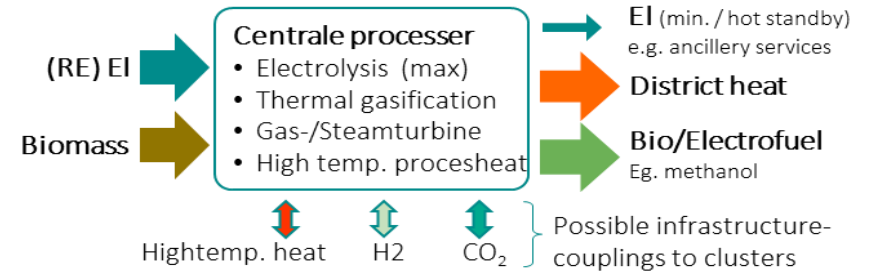 (RE) El
Biomass
Centrale processer
• Electrolysis (max)
• Thermal gasification
• Gas-/Steamturbine
• High temp. procesheat
El (min. / hot standby)
e.g. ancillery services
District heat
Bio/Electrofuel
Eg. methanol
Hightemp. heat
H2
CO₂
Possible infrastructure-
couplings to clusters